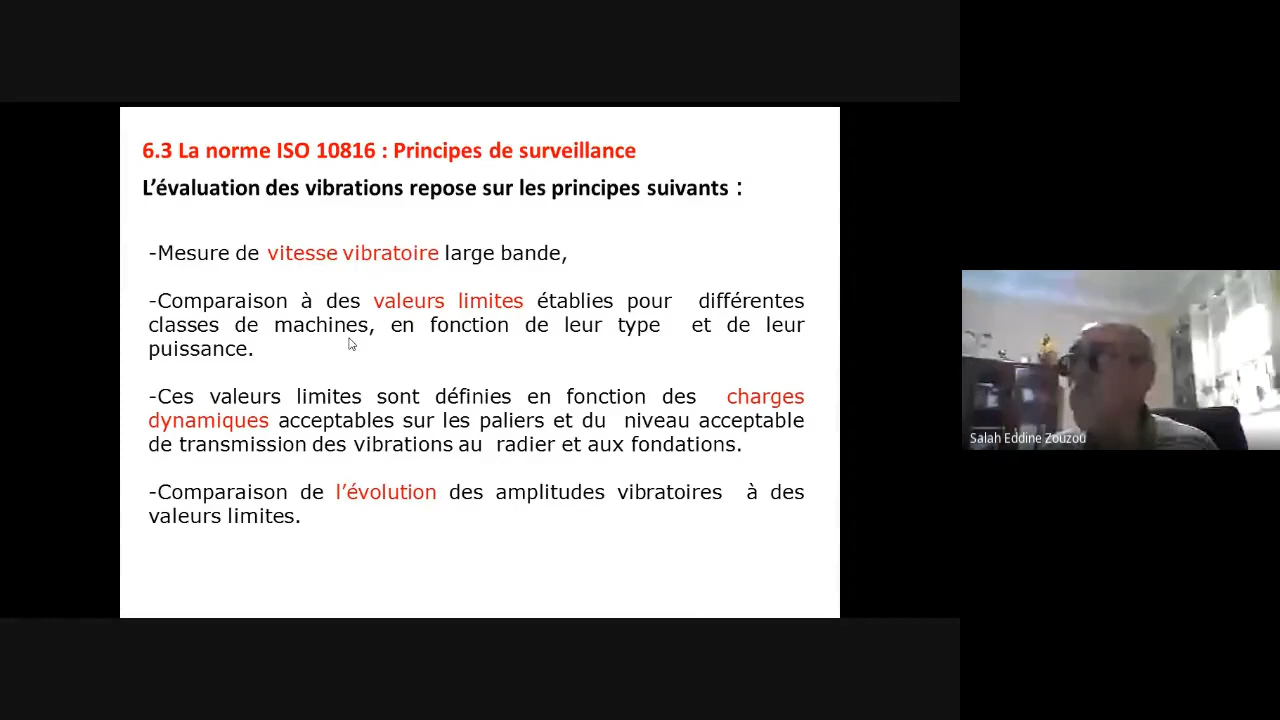 6.3 La norme ISO 10816 : Principes de surveillance
L’évaluation des vibrations repose sur les principes suivants :
-Mesure de vitesse vibratoire large bande,
-Comparaison à des valeurs limites établies pour différentes
classes de machines, en fonction de leur type et de leur
puissance.
-Ces valeurs limites sont définies en fonction des charges
dynamiques acceptables sur les paliers et du niveau acceptable
de transmission des vibrations au radier et aux fondations.
-Comparaison de l’évolution des amplitudes vibratoires à des
valeurs limites.
Salah Eddine Zouzou